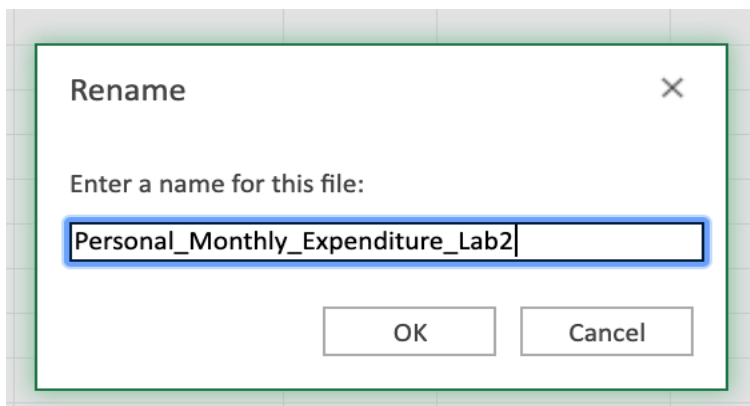 Rename
Enter a name for this file:
Personal_Monthly_Expenditure_Lab2
OK Cancel